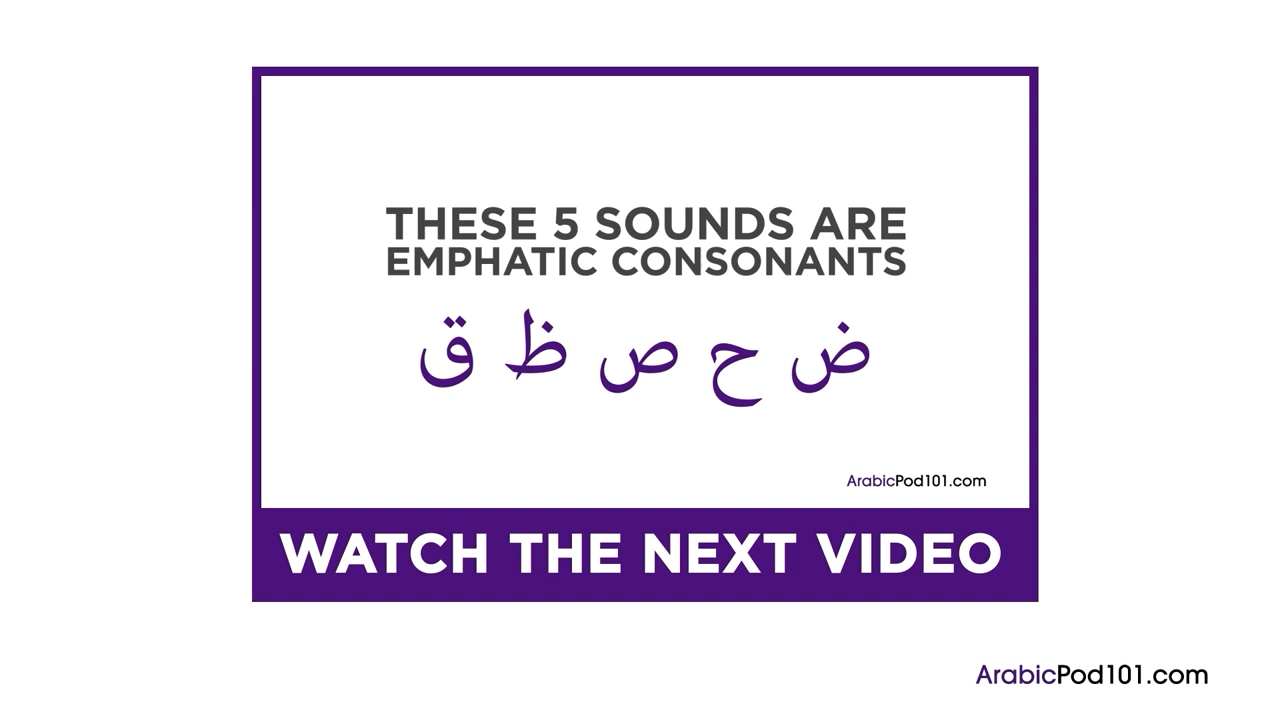 THESE 5 SOUNDS ARE
EMPHATIC CONSONANTS
ض ح ص ظ ق
ArabicPod101.com
WATCH THE NEXT VIDEO
ArabicPod101.com